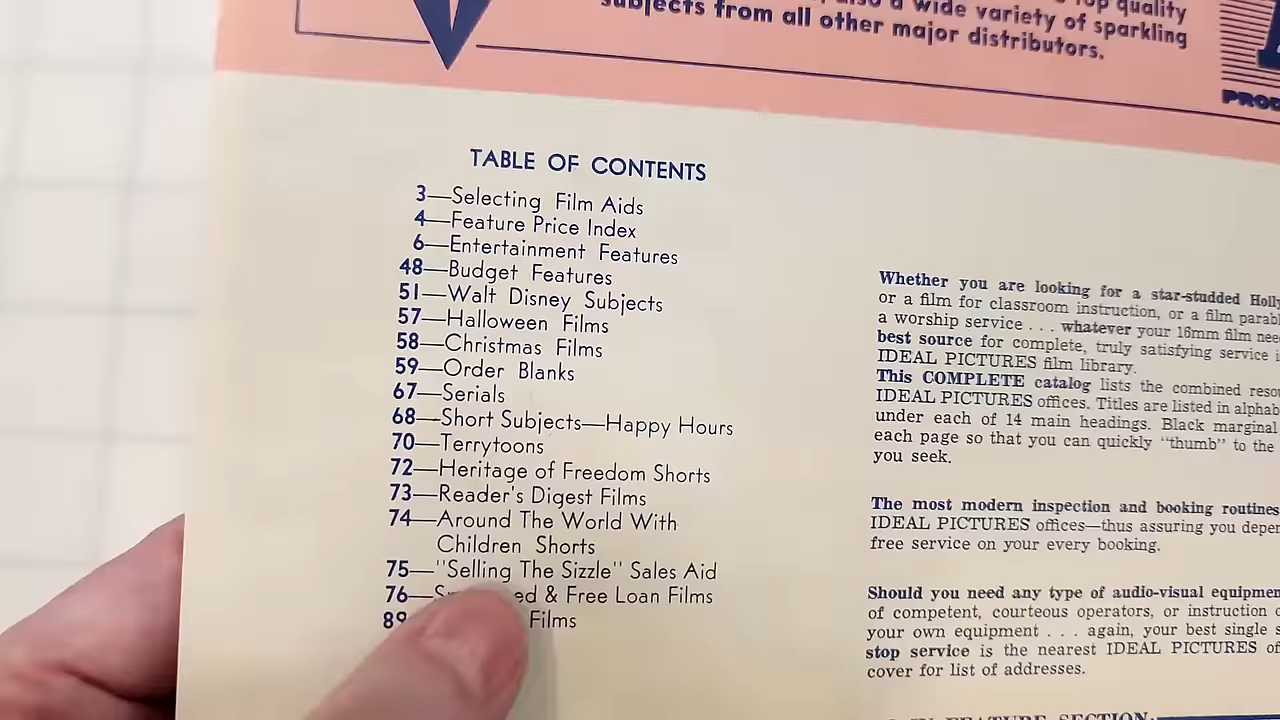 a wide variety of sparkling
subjects from all other major distributors.
TABLE OF CONTENTS
3—Selecting Film Aids
4—Feature Price Index
6—Entertainment Features
48—Budget Features
51—Walt Disney Subjects
57—Halloween Films
58—Christmas Films
59—Order Blanks
67—Serials
68—Short Subjects—Happy Hours
70—Terrytoons
72—Heritage of Freedom Shorts
73—Reader's Digest Films
74—Around The World With
Children Shorts
75—"Selling The Sizzle" Sales Aid
76— & Free Loan Films
89 Films
Whether you are looking for a star-studded
or a film for classroom instruction, or a film
a worship service . . . whatever your 16mm film
best source for complete, truly satisfying service
IDEAL PICTURES film library.
This COMPLETE catalog lists the combined
IDEAL PICTURES offices. Titles are listed in
under each of 14 main headings. Black marginal
each page so that you can quickly "thumb" to the
you seek.
The most modern inspection and booking routines
IDEAL PICTURES offices—thus assuring you
free service on your every booking.
Should you need any type of audio-visual
of competent, courteous operators, or instruction
your own equipment . . . again, your best single
stop service is the nearest IDEAL PICTURES
cover for list of addresses.
IN FEATURE SECTION: